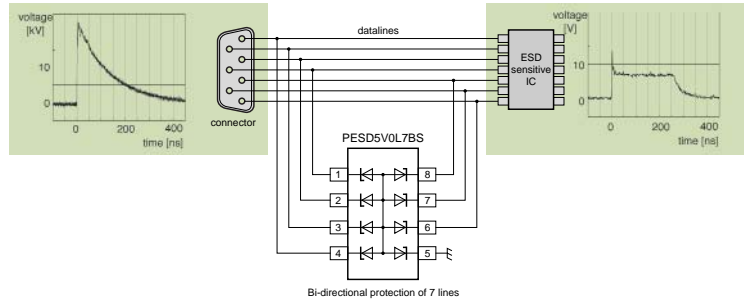 voltage
[kV]
10
0
0 200 400
time [ns]
connector
datalines
ESD
sensitive
IC
voltage
[V]
10
0
0 200 400
time [ns]
PESD5V0L7BS
1 8
2 7
3 6
4 5
Bi-directional protection of 7 lines